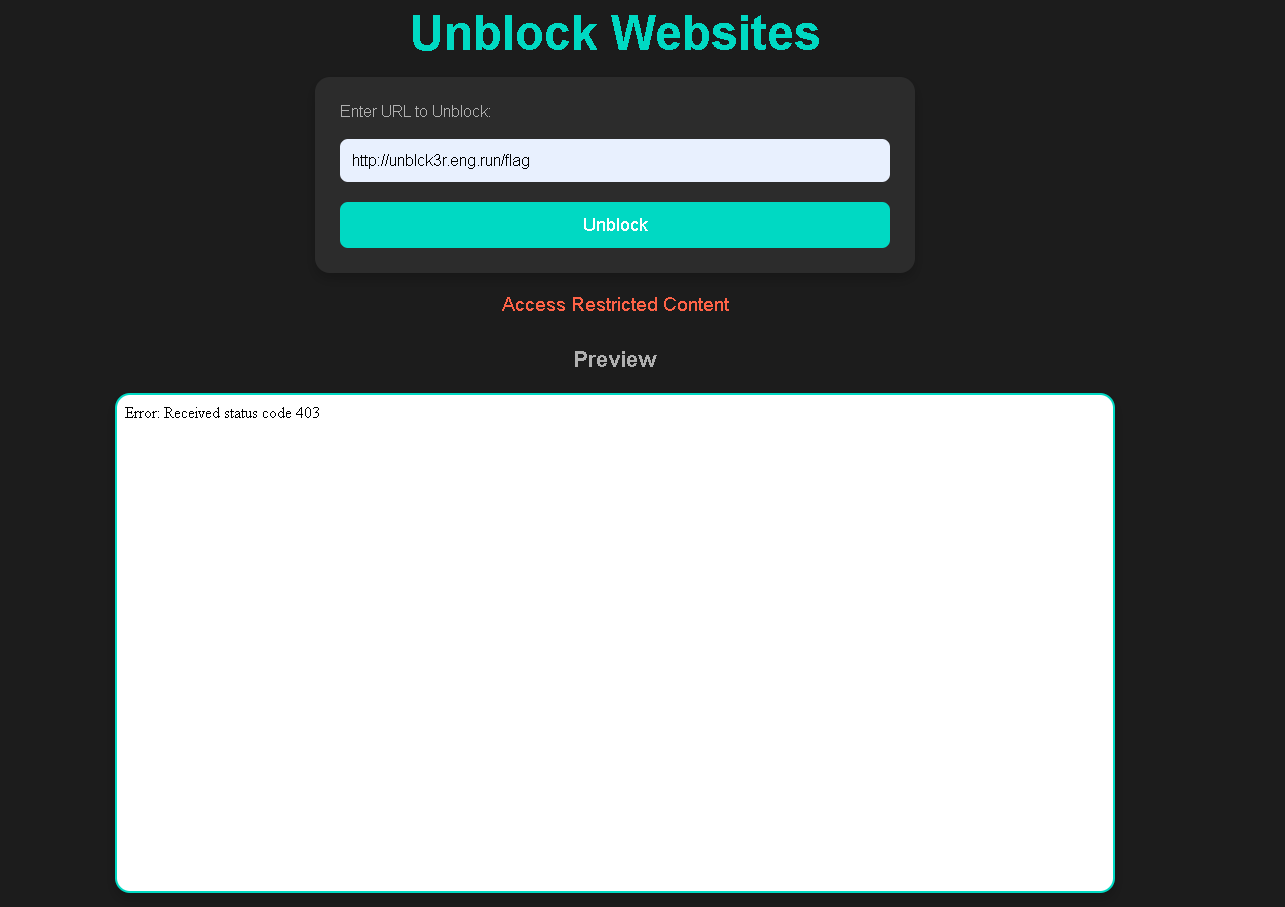 Unblock Websites
Enter URL to Unblock:
http://unblck3r.eng.run/flag
Unblock
Access Restricted Content
Preview
Error: Received status code 403